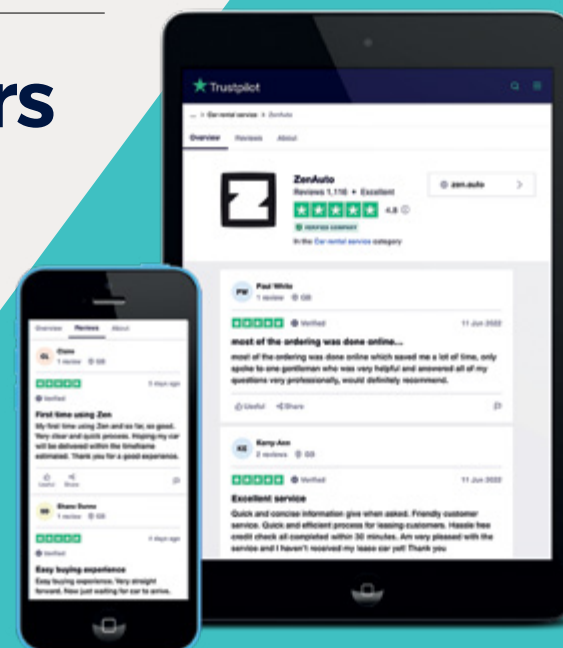 rs
Trustpilot
... > Car rental service > ZenAuto
Overview Reviews About
ZenAuto
Reviews 1,116 • Excellent
4.8
VERIFIED COMPANY
In the Car rental service category
zen.auto
PW
Paul White
1 review GB
Verified
11 Jun 2022
most of the ordering was done online...
most of the ordering was done online which saved me a lot of time, only
spoke to one gentleman who was very helpful and answered all of my
questions very professionally, would definitely recommend.
Useful Share
KE
Kerry-Ann
2 reviews GB
Verified
11 Jun 2022
Excellent service
Quick and concise information give when asked. Friendly customer
service. Quick and efficient process for leasing customers. Hassle free
credit check all completed within 30 minutes. Am very pleased with the
service and I haven't received my lease car yet! Thank you
Overview Reviews About
1 review GB
5 days ago
Verified
First time using Zen
My first time using Zen and so far, so good.
Very clear and quick process. Hoping my car
will be delivered within the timeframe
estimated. Thank you for a good experience.
Useful Share
Shane Dunne
1 review GB
days ago
Verified
Easy buying experience
Easy buying experience. Very straight
forward. Now just waiting for car to arrive.